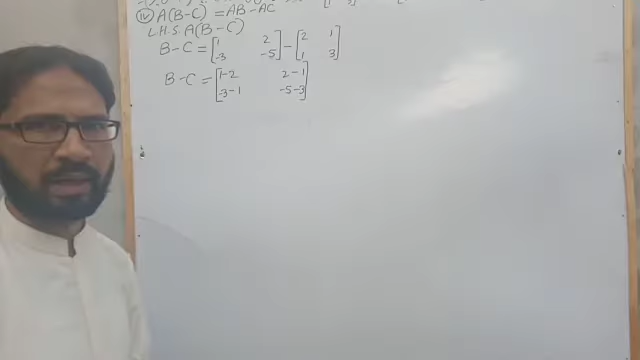 (iv) A(B-C) = AB-AC
L.H.S. A(B-C)
B-C = [1 2 -3 -5] - [2 1 1 3]
B-C = [1-2 2-1 -3-1 -5-3]